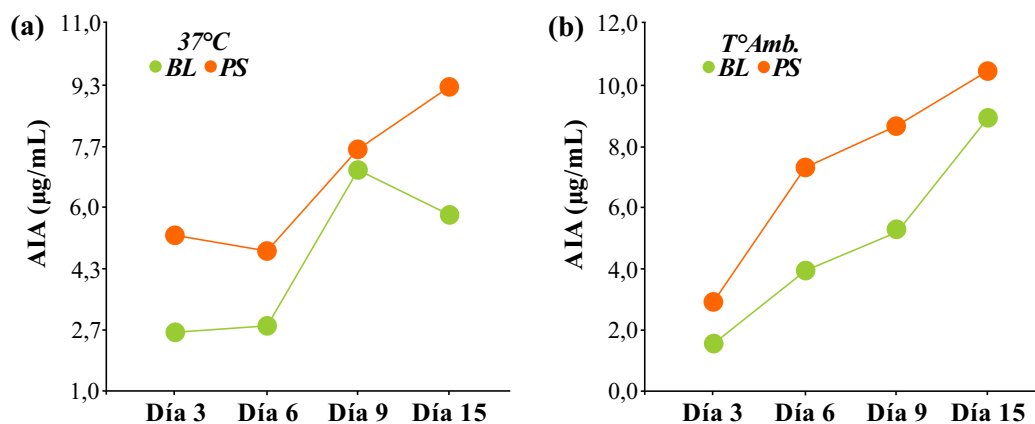 (a)
37°C
BL PS
AIA (µg/mL)
11,0
9,3
7,7
6,0
4,3
2,7
1,0
Día 3 Día 6 Día 9 Día 15
(b)
T°Amb.
BL PS
AIA (µg/mL)
12,0
10,0
8,0
6,0
4,0
2,0
0,0
Día 3 Día 6 Día 9 Día 15